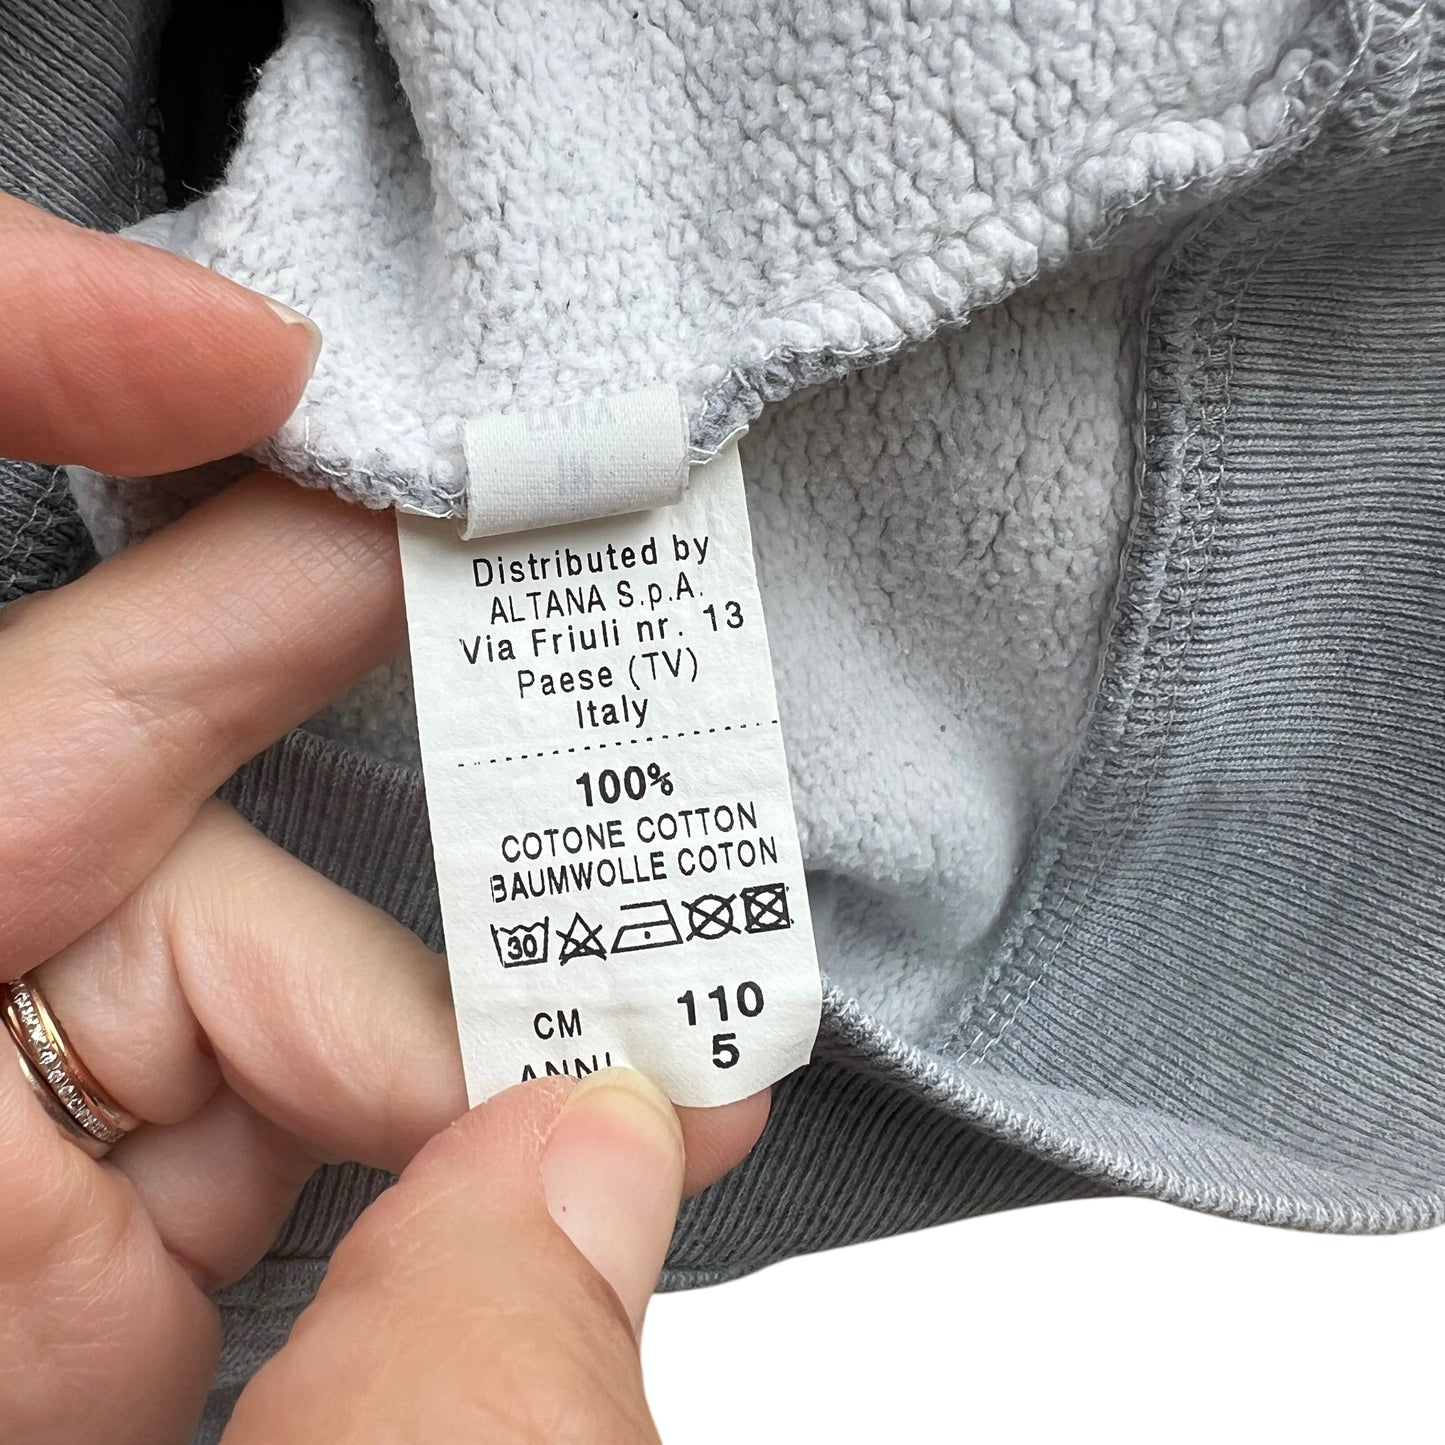 Distributed by
ALTANA S.p.A.
Via Friuli nr. 13
Paese (TV)
Italy
100%
COTONE COTTON
BAUMWOLLE COTON
30
CM 110
ANNI 5